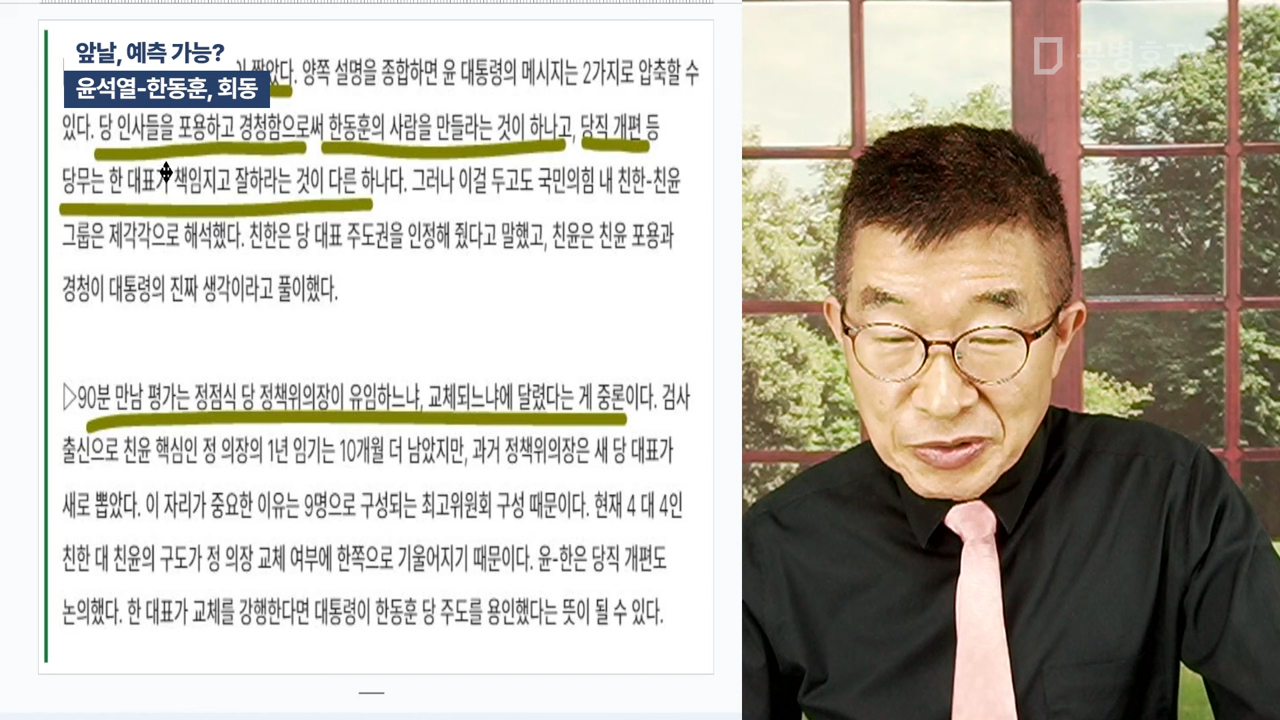 앞날, 예측 가능?
윤석열-한동훈, 회동
짧았다. 양쪽 설명을 종합하면 윤 대통령의 메시지는 2가지로 압축할 수
있다. 당 인사들을 포용하고 경청함으로써 한동훈의 사람을 만들라는 것이 하나고, 당직 개편 등
당무는 한 대표가 책임지고 잘하라는 것이 다른 하나다. 그러나 이걸 두고도 국민의힘 내 친한-친윤
그룹은 제각각으로 해석했다. 친한은 당 대표 주도권을 인정해 줬다고 말했고, 친윤은 친윤 포용과
경청이 대통령의 진짜 생각이라고 풀이했다.
▷90분 만남 평가는 정점식 당 정책위의장이 유임하느냐, 교체되느냐에 달렸다는 게 중론이다. 검사
출신으로 친윤 핵심인 정 의장의 1년 임기는 10개월 더 남았지만, 과거 정책위의장은 새 당 대표가
새로 뽑았다. 이 자리가 중요한 이유는 9명으로 구성되는 최고위원회 구성 때문이다. 현재 4 대 4인
친한 대 친윤의 구도가 정 의장 교체 여부에 한쪽으로 기울어지기 때문이다. 윤-한은 당직 개편도
논의했다. 한 대표가 교체를 강행한다면 대통령이 한동훈 당 주도를 용인했다는 뜻이 될 수 있다.